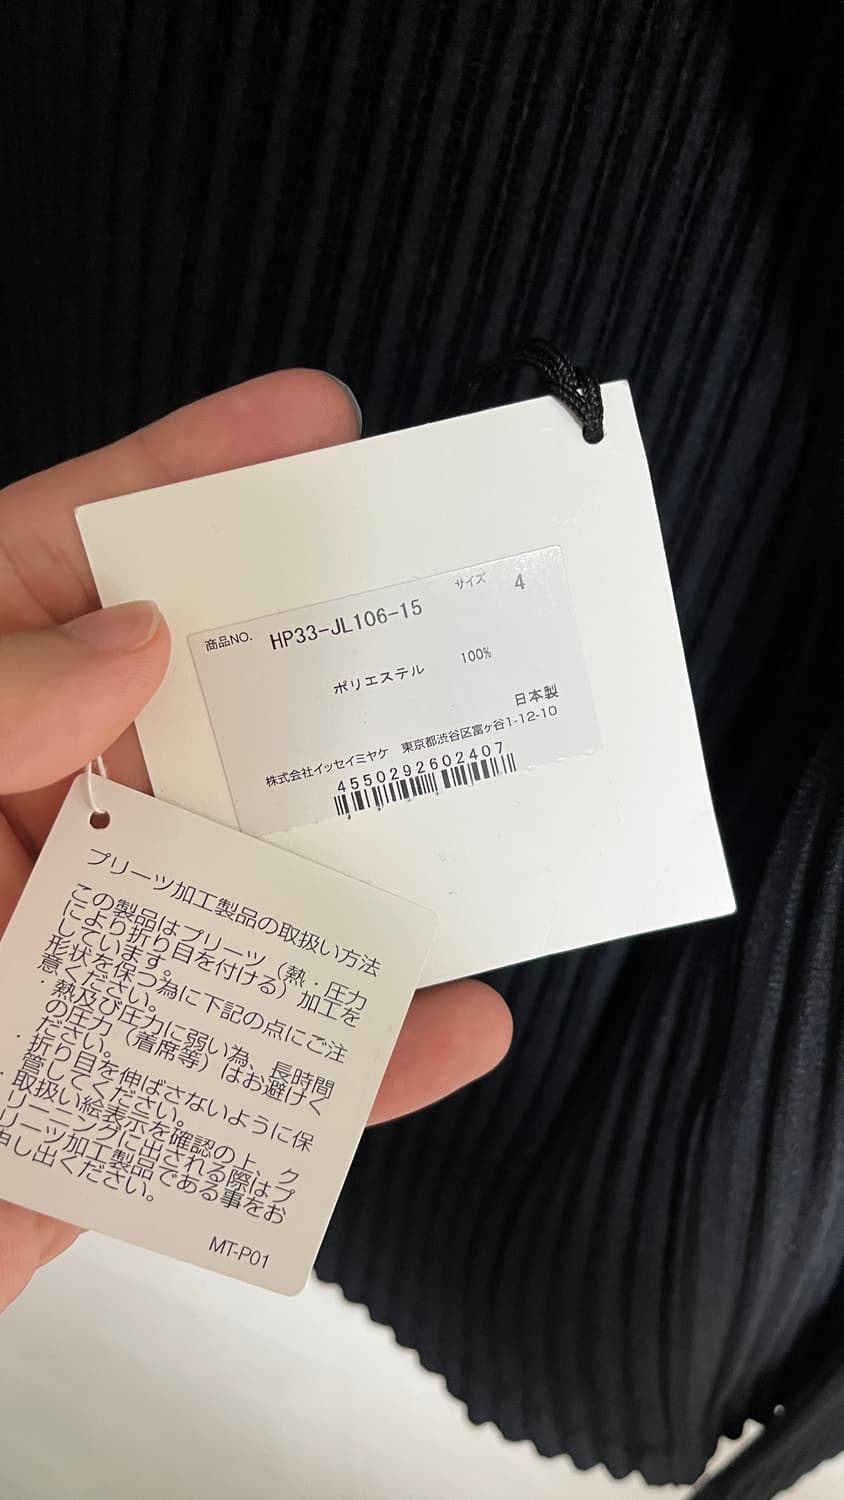 商品NO. HP33-JL106-15 サイズ 4
ポリエステル 100%
日本製
株式会社イッセイミヤケ 東京都渋谷区富ヶ谷1-12-10
4550292602407
プリーツ加工製品の取扱い方法
この製品はプリーツ（熱・圧力
により折り目を付ける）加工を
しています。
形状を保つ為に下記の点にご注
意ください。
・熱及び圧力に弱い為、長時間
の圧力（着席等）はお避けく
ださい。
・折り目を伸ばさないように保
管してください。
・取扱い絵表示を確認の上、ク
リーニングに出される際はプ
リーツ加工製品である事をお
申し出ください。
MT-P01